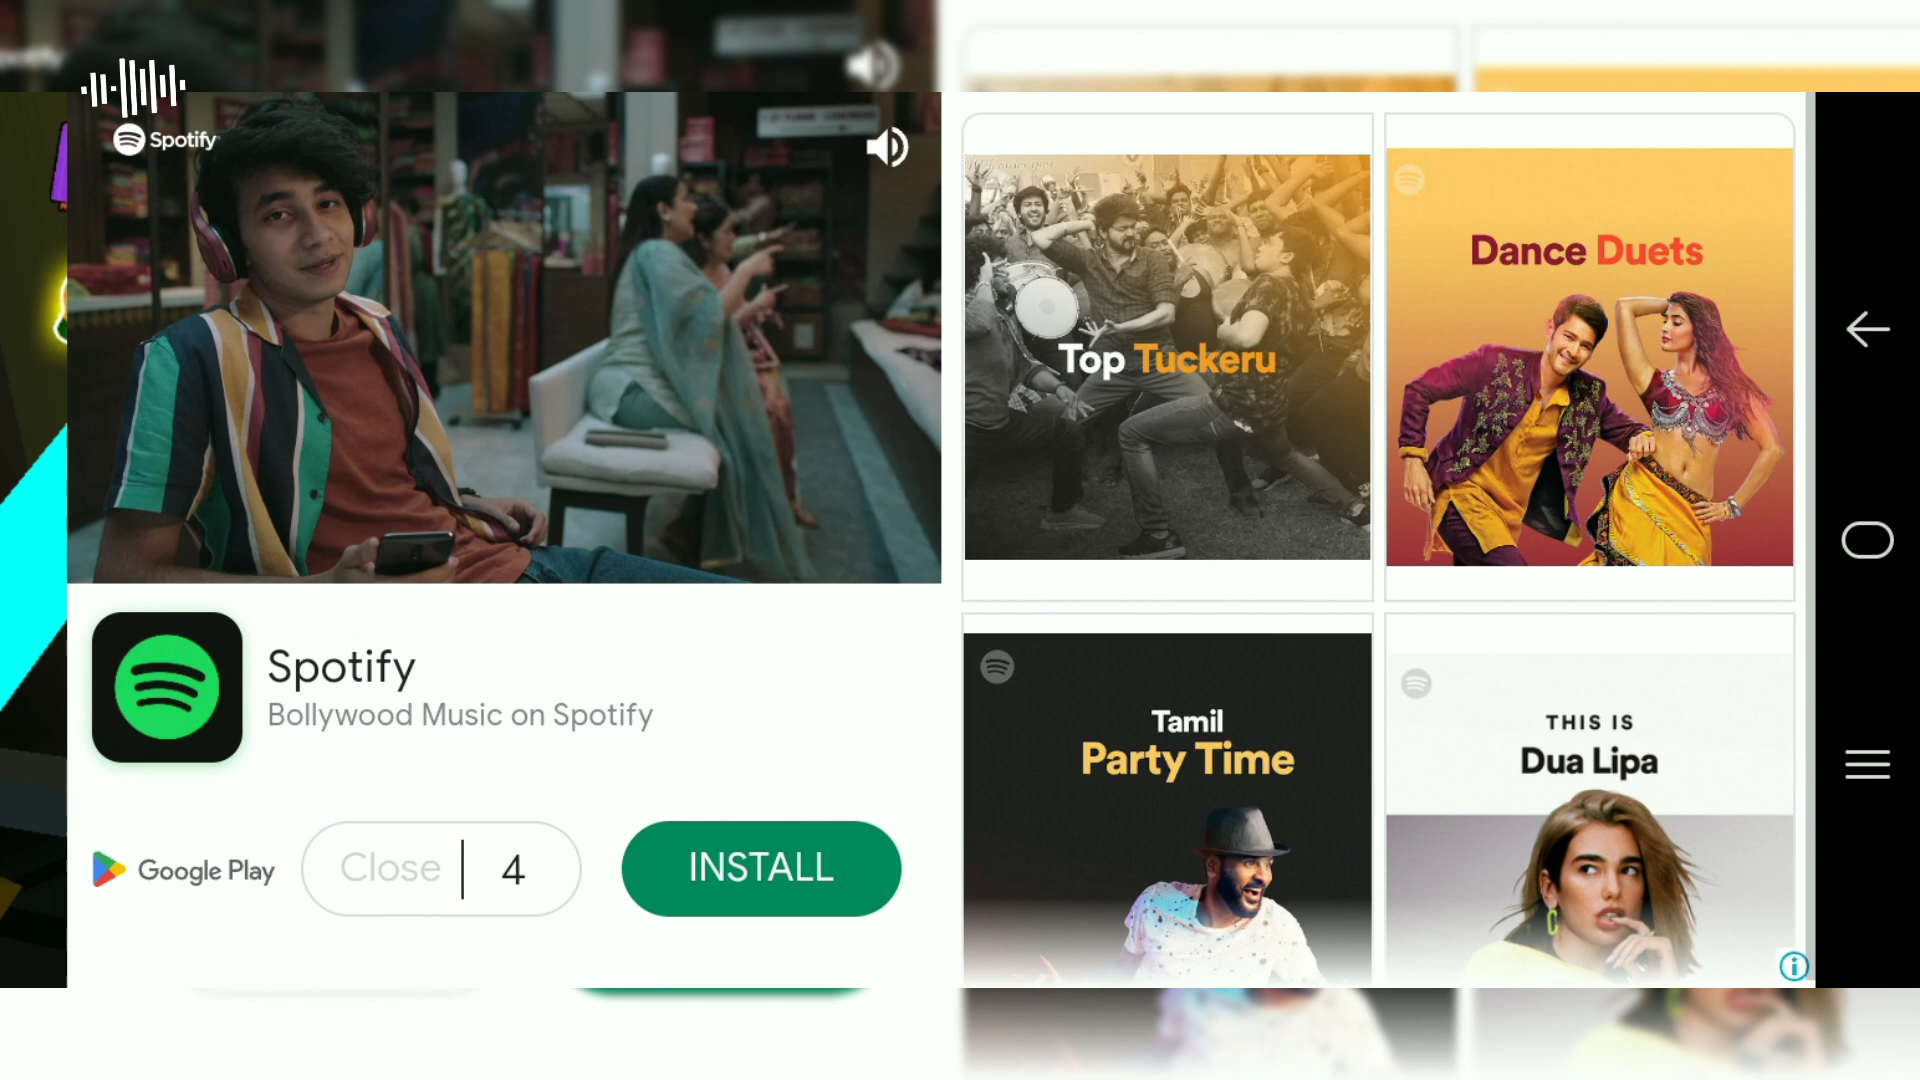 Spotify
Top Tuckeru
Dance Duets
Spotify
Bollywood Music on Spotify
Google Play
Close
4
INSTALL
Tamil
Party Time
THIS IS
Dua Lipa